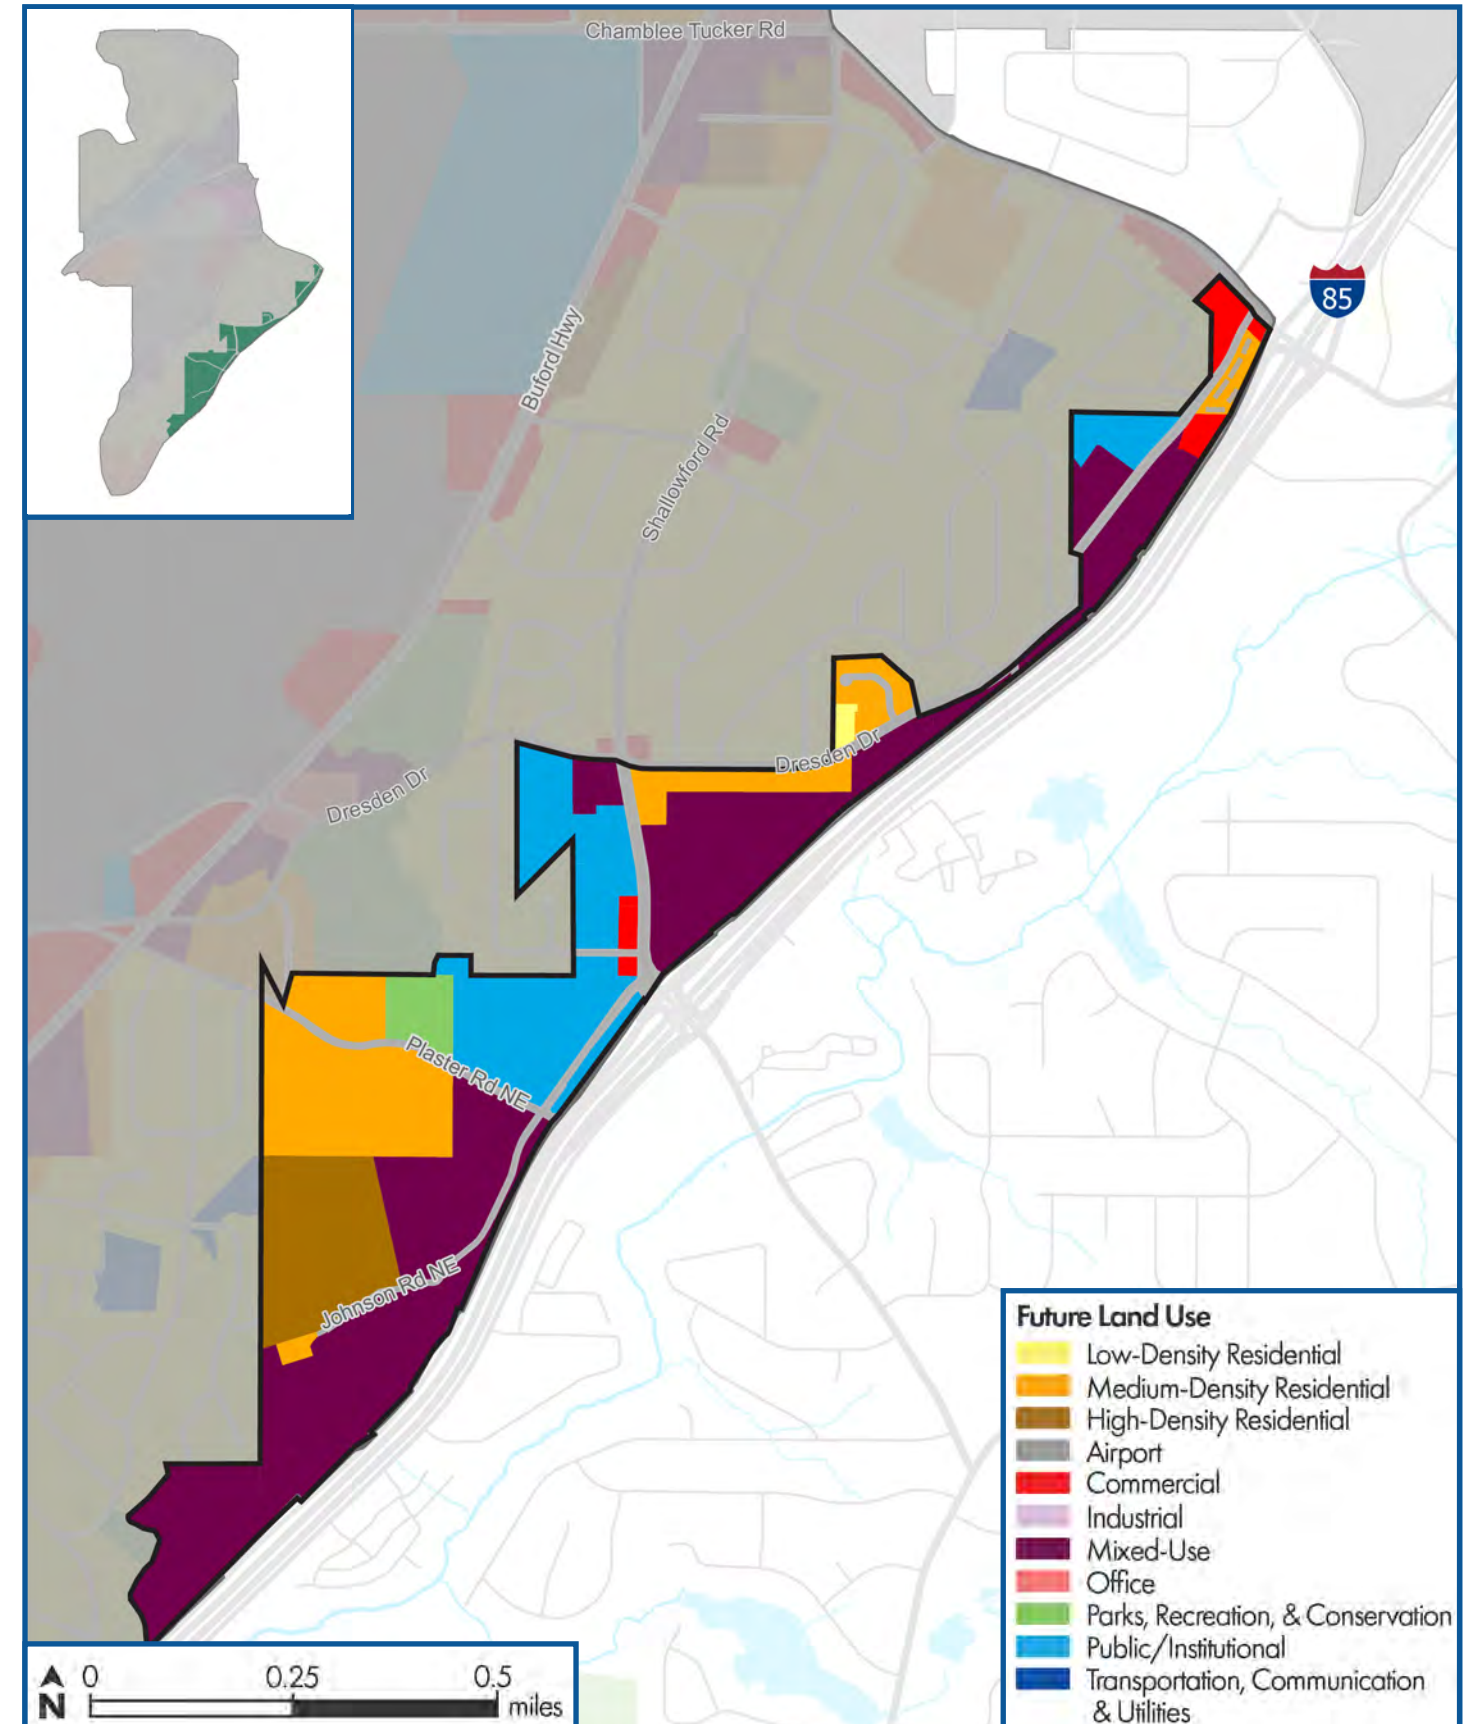 Chamblee Tucker Rd
85
Buford Hwy
Shallowford Rd
Dresden Dr
Dresden Dr
Plaster Rd NE
Johnson Rd NE
Future Land Use
Low-Density Residential
Medium-Density Residential
High-Density Residential
Airport
Commercial
Industrial
Mixed-Use
Office
Parks, Recreation, & Conservation
Public/Institutional
Transportation, Communication
& Utilities
0 0.25 0.5
N miles